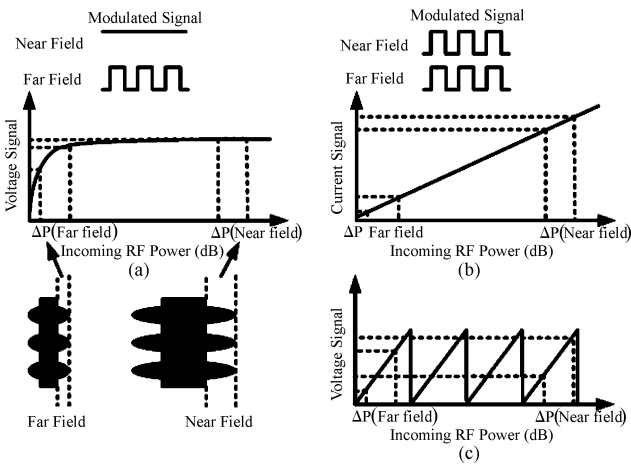 Modulated Signal
Near Field
Far Field
Voltage Signal
ΔP(Far field)
ΔP(Near field)
Incoming RF Power (dB)
(a)
Far Field
Near Field
Modulated Signal
Near Field
Far Field
Current Signal
ΔP Far field
ΔP(Near field)
Incoming RF Power (dB)
(b)
Voltage Signal
ΔP(Far field)
ΔP(Near field)
Incoming RF Power (dB)
(c)